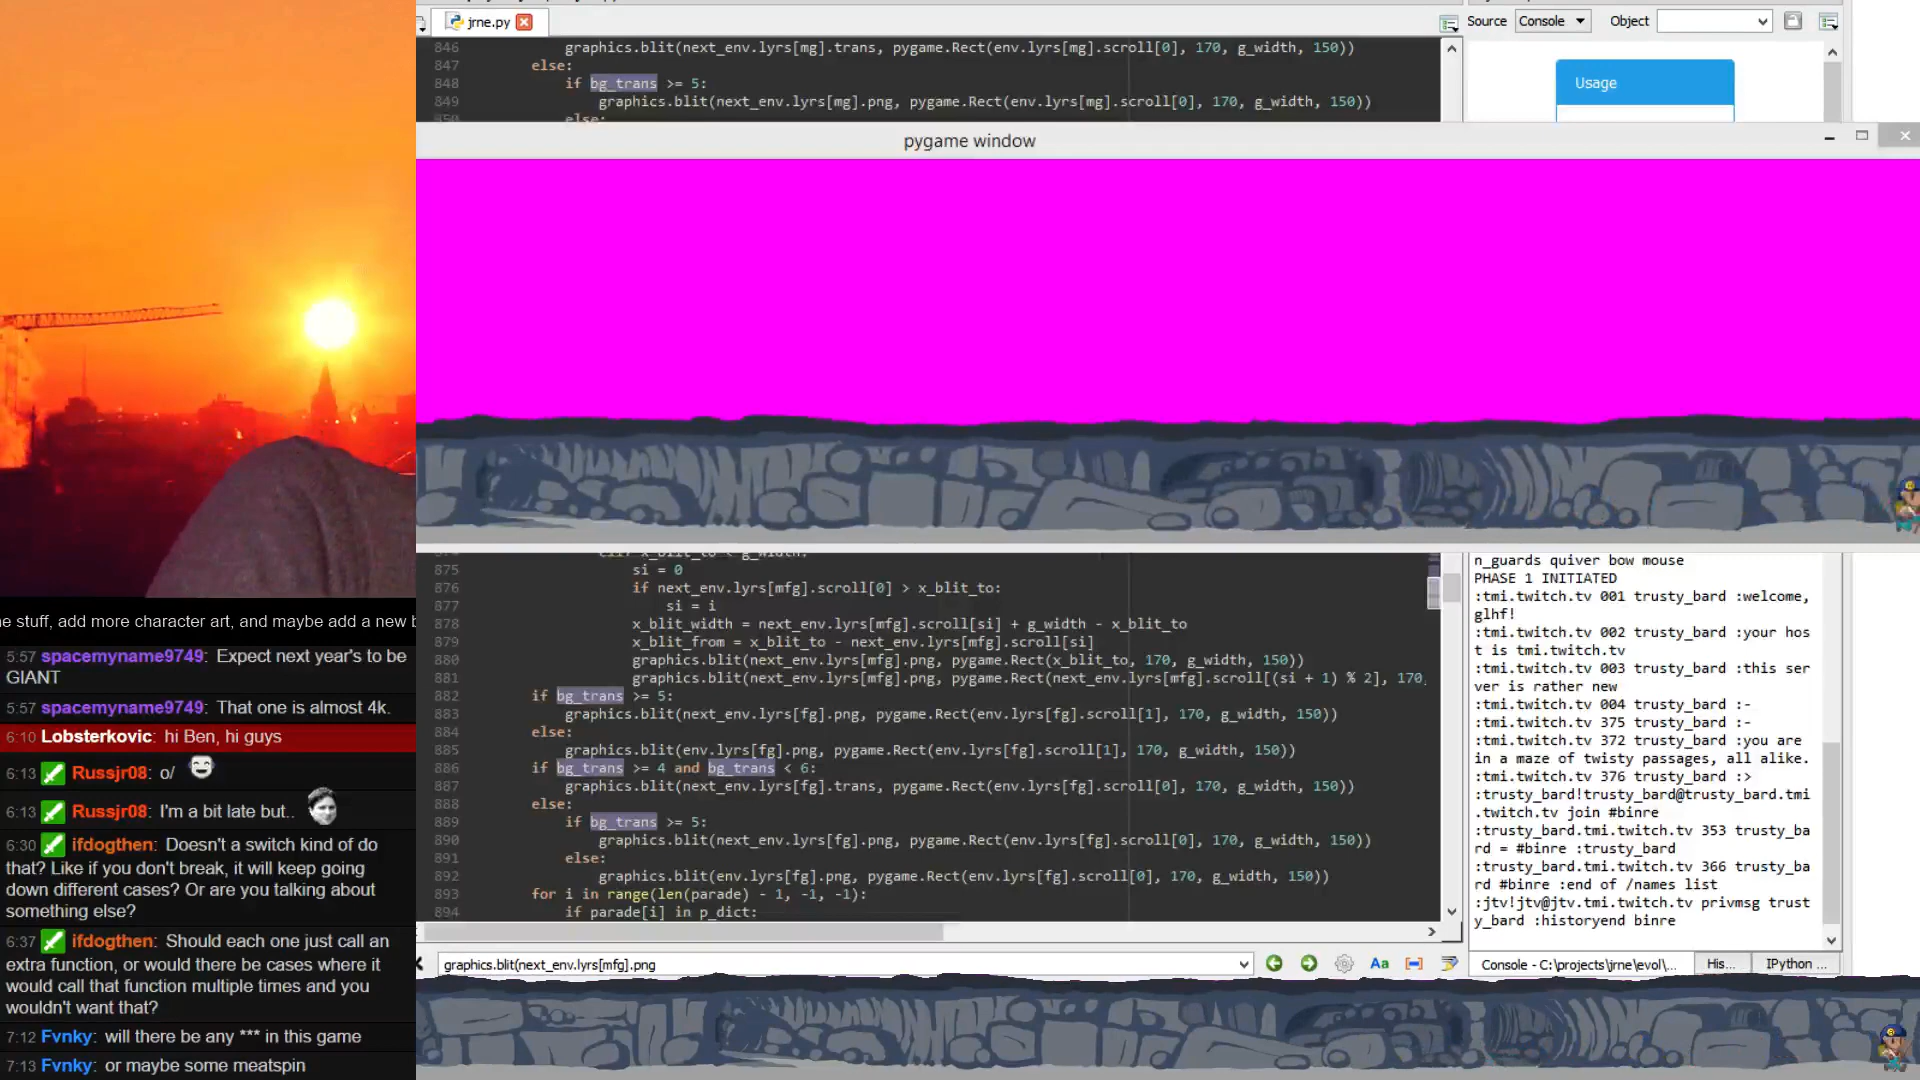 jrne.py
Source Console Object
846 graphics.blit(next_env.lyrs[mg].trans, pygame.Rect(env.lyrs[mg].scroll[0], 170, g_width, 150))
847 else:
848 if bg_trans >= 5:
849 graphics.blit(next_env.lyrs[mg].png, pygame.Rect(env.lyrs[mg].scroll[0], 170, g_width, 150))
850 else:
Usage
pygame window
875 si = 0
876 if next_env.lyrs[mfg].scroll[0] > x_blit_to:
877 si = i
878 x_blit_width = next_env.lyrs[mfg].scroll[si] + g_width - x_blit_to
879 x_blit_from = x_blit_to - next_env.lyrs[mfg].scroll[si]
880 graphics.blit(next_env.lyrs[mfg].png, pygame.Rect(x_blit_to, 170, g_width, 150))
881 graphics.blit(next_env.lyrs[mfg].png, pygame.Rect(next_env.lyrs[mfg].scroll[(si + 1) % 2], 170,
882 if bg_trans >= 5:
883 graphics.blit(next_env.lyrs[fg].png, pygame.Rect(env.lyrs[fg].scroll[1], 170, g_width, 150))
884 else:
885 graphics.blit(env.lyrs[fg].png, pygame.Rect(env.lyrs[fg].scroll[1], 170, g_width, 150))
886 if bg_trans >= 4 and bg_trans < 6:
887 graphics.blit(next_env.lyrs[fg].trans, pygame.Rect(env.lyrs[fg].scroll[0], 170, g_width, 150))
888 else:
889 if bg_trans >= 5:
890 graphics.blit(next_env.lyrs[fg].png, pygame.Rect(env.lyrs[fg].scroll[0], 170, g_width, 150))
891 else:
892 graphics.blit(env.lyrs[fg].png, pygame.Rect(env.lyrs[fg].scroll[0], 170, g_width, 150))
893 for i in range(len(parade) - 1, -1, -1):
894 if parade[i] in p_dict:
graphics.blit(next_env.lyrs[mfg].png
Aa
n_guards quiver bow mouse
PHASE 1 INITIATED
:tmi.twitch.tv 001 trusty_bard :welcome,
glhf!
:tmi.twitch.tv 002 trusty_bard :your hos
t is tmi.twitch.tv
:tmi.twitch.tv 003 trusty_bard :this ser
ver is rather new
:tmi.twitch.tv 004 trusty_bard :-
:tmi.twitch.tv 375 trusty_bard :-
:tmi.twitch.tv 372 trusty_bard :you are
in a maze of twisty passages, all alike.
:tmi.twitch.tv 376 trusty_bard :>
:trusty_bard!trusty_bard@trusty_bard.tmi
.twitch.tv join #binre
:trusty_bard.tmi.twitch.tv 353 trusty_ba
rd = #binre :trusty_bard
:trusty_bard.tmi.twitch.tv 366 trusty_ba
rd #binre :end of /names list
:jtv!jtv@jtv.tmi.twitch.tv privmsg trust
y_bard :historyend binre
Console - C:\projects\jrne\evol\... His... IPython ...
e stuff, add more character art, and maybe add a new
5:57 spacemyname9749: Expect next year's to be
GIANT
5:57 spacemyname9749: That one is almost 4k.
6:10 Lobsterkovic: hi Ben, hi guys
6:13 Russjr08: o/
6:13 Russjr08: I'm a bit late but..
6:30 ifdogthen: Doesn't a switch kind of do
that? Like if you don't break, it will keep going
down different cases? Or are you talking about
something else?
6:37 ifdogthen: Should each one just call an
extra function, or would there be cases where it
would call that function multiple times and you
wouldn't want that?
7:12 Fvnky: will there be any *** in this game
7:13 Fvnky: or maybe some meatspin